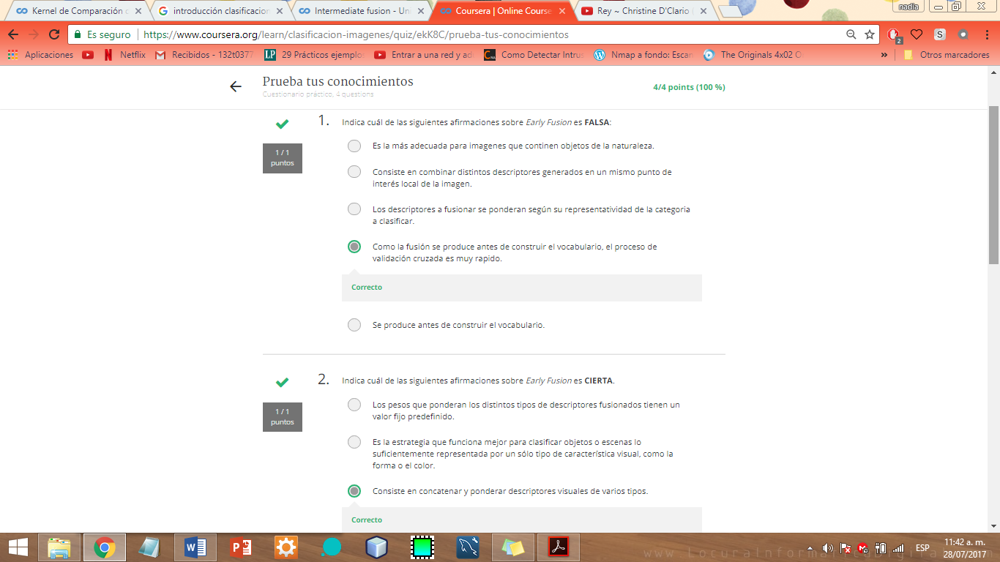 Kernel de Comparación
introducción clasificacion
Intermediate fusion - Uni
Coursera | Online Course
Rey ~ Christine D'Clario
nadia
Es seguro
https://www.coursera.org/learn/clasificacion-imagenes/quiz/ekK8C/prueba-tus-conocimientos
2
Aplicaciones
Netflix
Recibidos - 132t0377
29 Prácticos ejemplo
Entrar a una red y ad
Como Detectar Intrus
Nmap a fondo: Escan
The Originals 4x02
»
Otros marcadores
Prueba tus conocimientos
Cuestionario práctico, 4 questions
4/4 points (100 %)
1.
Indica cuál de las siguientes afirmaciones sobre Early Fusion es FALSA:
1 / 1
puntos
Es la más adecuada para imagenes que continen objetos de la naturaleza.
Consiste en combinar distintos descriptores generados en un mismo punto de
interés local de la imagen.
Los descriptores a fusionar se ponderan según su representatividad de la categoria
a clasificar.
Como la fusión se produce antes de construir el vocabulario, el proceso de
validación cruzada es muy rapido.
Correcto
Se produce antes de construir el vocabulario.
2.
Indica cuál de las siguientes afirmaciones sobre Early Fusion es CIERTA.
1 / 1
puntos
Los pesos que ponderan los distintos tipos de descriptores fusionados tienen un
valor fijo predefinido.
Es la estrategia que funciona mejor para clasificar objetos o escenas lo
suficientemente representada por un sólo tipo de característica visual, como la
forma o el color.
Consiste en concatenar y ponderar descriptores visuales de varios tipos.
Correcto
ESP
11:42 a. m.
28/07/2017